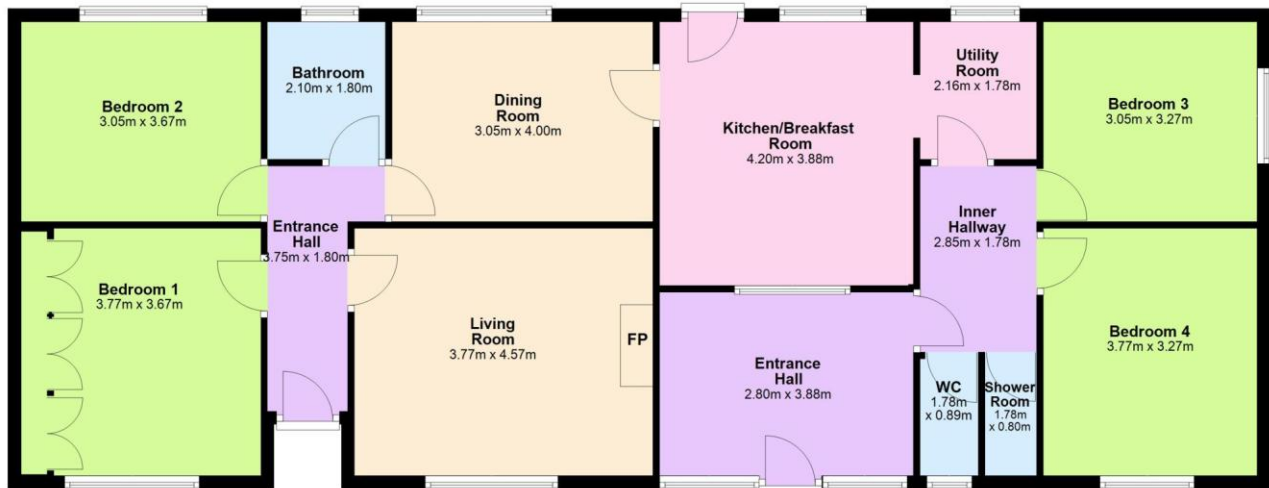 Bedroom 2
3.05m x 3.67m
Bathroom
2.10m x 1.80m
Dining
Room
3.05m x 4.00m
Kitchen/Breakfast
Room
4.20m x 3.88m
Utility
Room
2.16m x 1.78m
Bedroom 3
3.05m x 3.27m
Entrance
Hall
3.75m x 1.80m
Inner
Hallway
2.85m x 1.78m
Bedroom 1
3.77m x 3.67m
Living
Room
3.77m x 4.57m
FP
Entrance
Hall
2.80m x 3.88m
WC
1.78m
x 0.89m
Shower
Room
1.78m
x 0.80m
Bedroom 4
3.77m x 3.27m